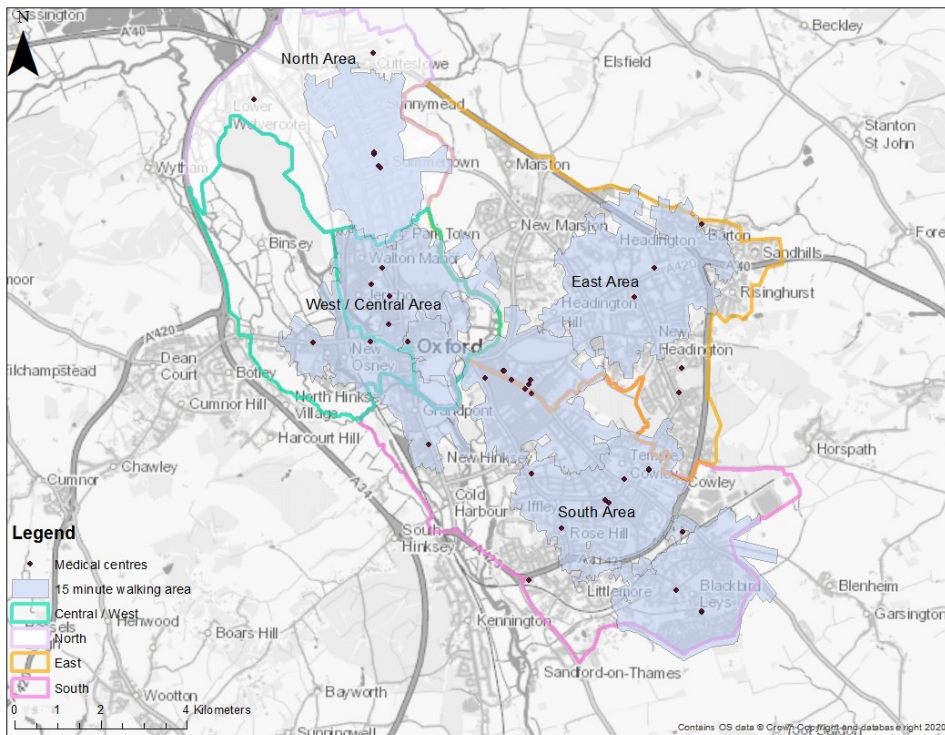 N
A40
Beckley
North Area
Cutteslowe
Elsfield
Lower
Wolvercote
Sunnymead
Stanton
St John
Wytham
Summertown
Marston
New Marston
Binsey
Park Town
Headington
Barton
Sandhills
Walton Manor
A420
A40
East Area
Risinghurst
Jericho
West / Central Area
Headington
Hill
A420
Dean
Court
New
Osney
Oxford
New
Headington
Botley
Cumnor Hill
North Hinksey
Village
Grandpont
Harcourt Hill
Horspath
New Hinksey
Temple
Cowley
Cowley
Chawley
Cumnor
A34
Cold
Harbour
Iffley
South Area
Rose Hill
Legend
South
Hinksey
A423
Medical centres
15 minute walking area
Littlemore
Blackbird
Leys
Blenheim
Garsington
Central / West
North
Kennington
Boars Hill
East
Sandford-on-Thames
South
Bayworth
Wootton
0 1 2 4 Kilometers
Sunningwell
Contains OS data © Crown Copyright and database right 2020